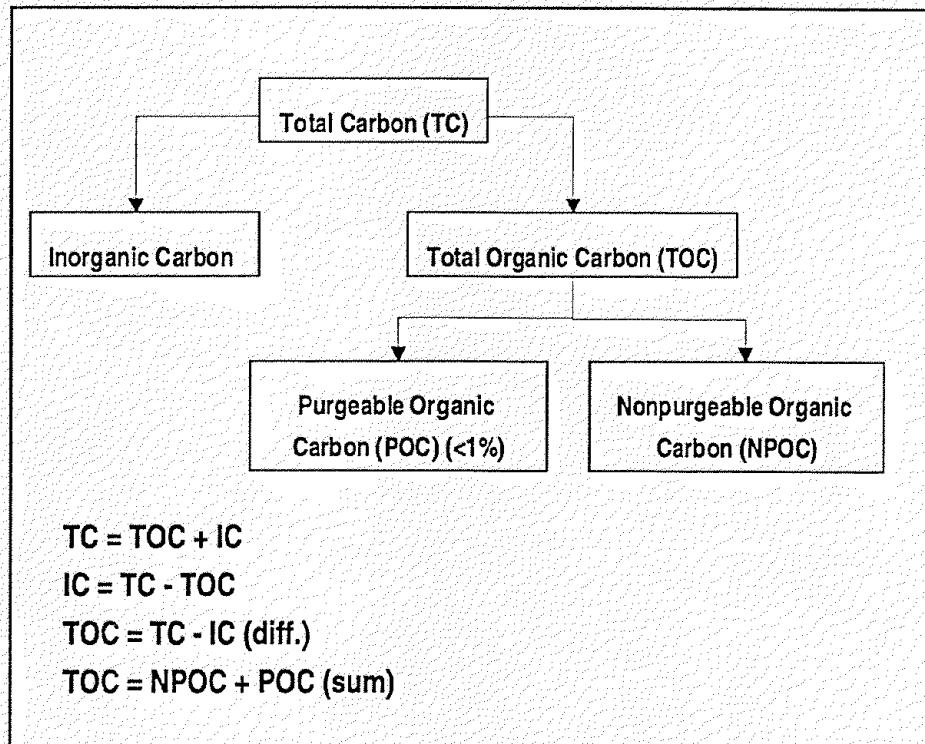 Total Carbon (TC)
Inorganic Carbon
Total Organic Carbon (TOC)
Purgeable Organic
Carbon (POC) (<1%)
Nonpurgeable Organic
Carbon (NPOC)
TC = TOC + IC
IC = TC - TOC
TOC = TC - IC (diff.)
TOC = NPOC + POC (sum)